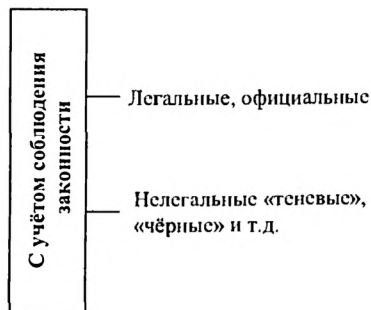 С учётом соблюдения
законности
Легальные, официальные
Нелегальные «теневые»,
«чёрные» и т.д.